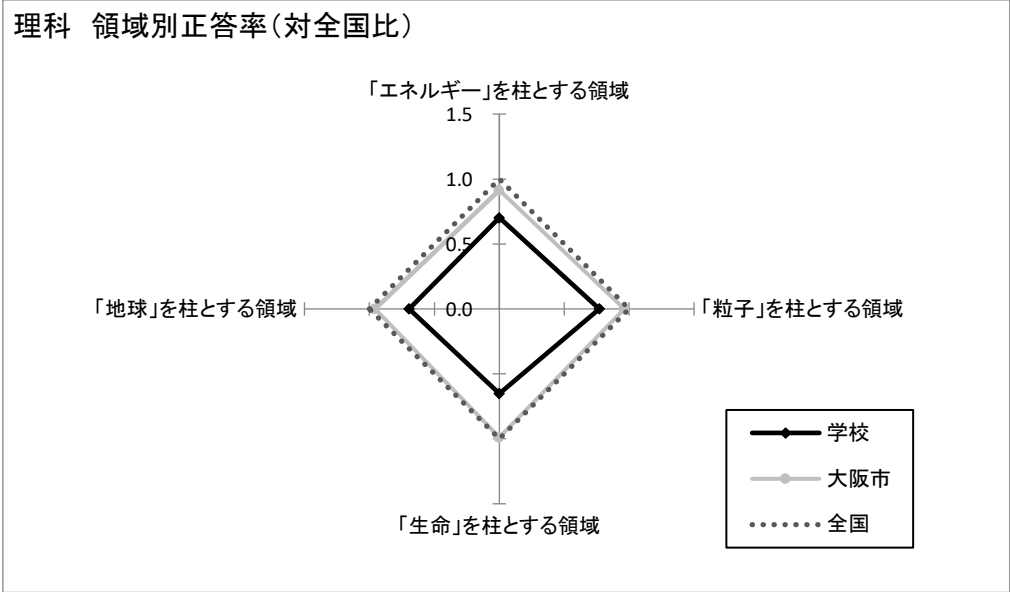 理科　領域別正答率（対全国比）
「エネルギー」を柱とする領域
1.5
1.0
0.5
「地球」を柱とする領域
0.0
「粒子」を柱とする領域
「生命」を柱とする領域
学校
大阪市
全国